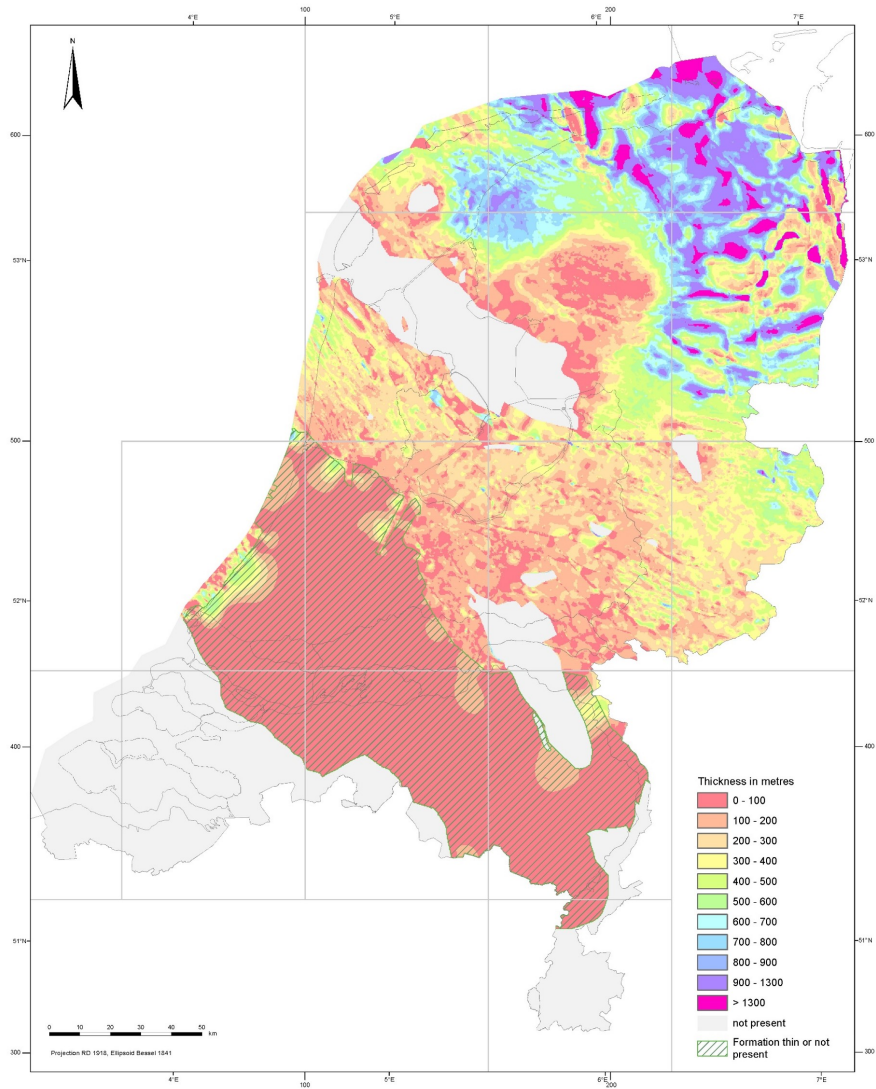 4°E 100 5°E 6°E 200 7°E
N
600 600
53°N 53°N
500 500
52°N 52°N
400 400
Thickness in metres
0 - 100
100 - 200
200 - 300
300 - 400
400 - 500
500 - 600
51°N 51°N
600 - 700
700 - 800
800 - 900
900 - 1300
> 1300
not present
0 10 20 30 40 50
km
Formation thin or not
present
Projection RD 1918, Ellipsoid Bessel 1841
300 300
4°E 100 5°E 6°E 200 7°E